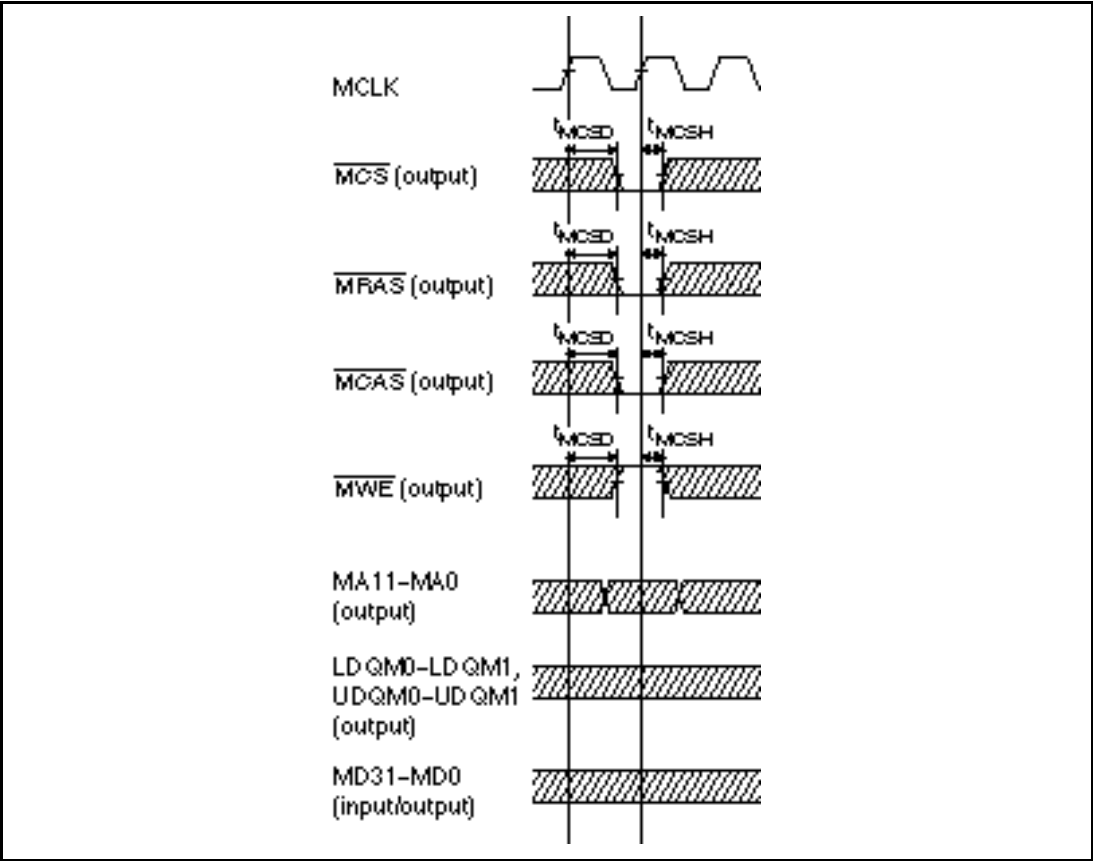 MCLK
tMCSD tMCSH
MCS (output)
tMCSD tMCSH
MRAS (output)
tMCSD tMCSH
MCAS (output)
tMCSD tMCSH
MWE (output)
MA11–MA0
(output)
LDQM0–LDQM1,
UDQM0–UDQM1
(output)
MD31–MD0
(input/output)